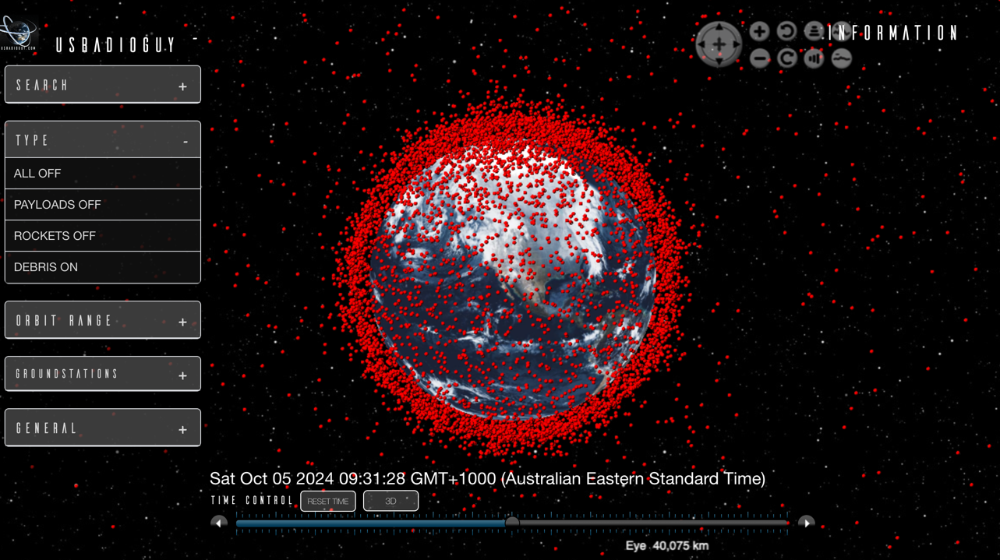 USRADIOGUY.COM
USRADIOGUY -
INFORMATION
SEARCH +
TYPE -
ALL OFF
PAYLOADS OFF
ROCKETS OFF
DEBRIS ON
ORBIT RANGE +
GROUNDSTATIONS +
GENERAL +
Sat Oct 05 2024 09:31:28 GMT+1000 (Australian Eastern Standard Time)
TIME CONTROL RESET TIME 3D
Eye 40,075 km